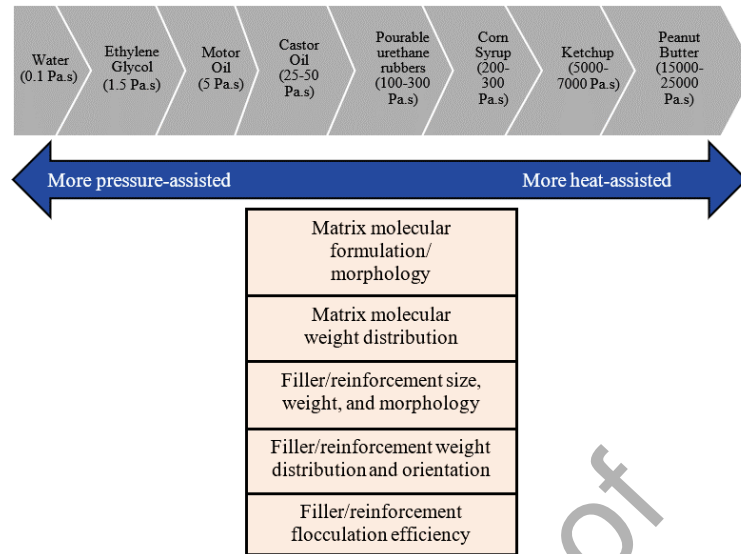 Water
(0.1 Pa.s)
Ethylene
Glycol
(1.5 Pa.s)
Motor
Oil
(5 Pa.s)
Castor
Oil
(25-50
Pa.s)
Pourable
urethane
rubbers
(100-300
Pa.s)
Corn
Syrup
(200-
300
Pa.s)
Ketchup
(5000-
7000 Pa.s)
Peanut
Butter
(15000-
25000
Pa.s)
More pressure-assisted
More heat-assisted
Matrix molecular
formulation/
morphology
Matrix molecular
weight distribution
Filler/reinforcement size,
weight, and morphology
Filler/reinforcement weight
distribution and orientation
Filler/reinforcement
flocculation efficiency
of